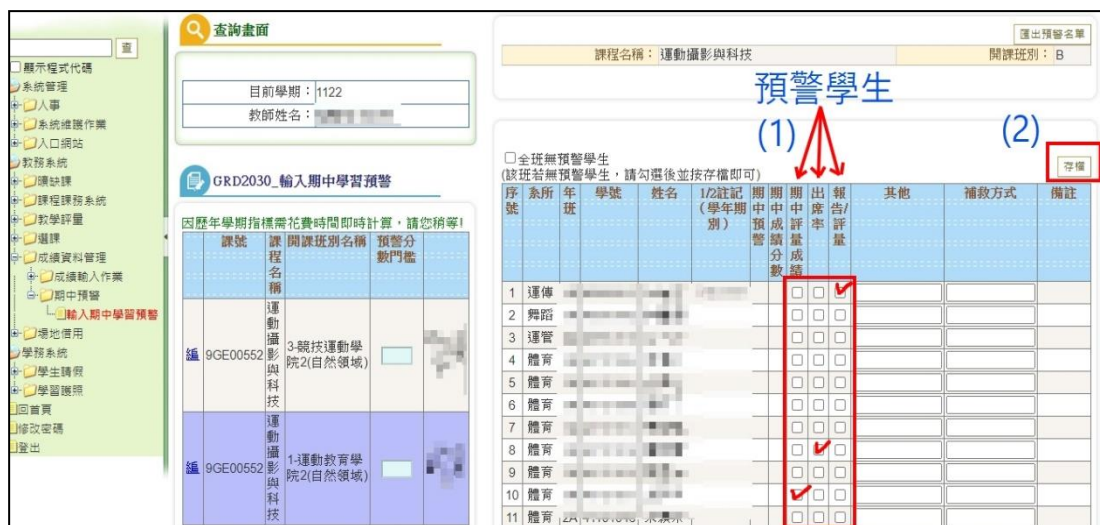 查
顯示程式代碼
系統管理
人事
系統維護作業
人口網站
教務系統
曠缺課
課程課務系統
教學評量
選課
成績資料管理
成績輸入作業
期中預警
輸入期中學習預警
場地借用
學務系統
學生請假
學習護照
回首頁
修改密碼
登出
查詢畫面
目前學期：1122
教師姓名：
GRD2030_輸入期中學習預警
因歷年學期指標需花費時間即時計算，請您稍等!
課號 課程名稱 開課班別名稱 預警分數門檻
編 9GE00552 運動攝影與科技 3-競技運動學院2(自然領域)
編 9GE00552 運動攝影與科技 1-運動教育學院2(自然領域)
匯出預警名單
課程名稱：運動攝影與科技 開課班別：B
預警學生
(1)
(2)
全班無預警學生
(該班若無預警學生，請勾選後並按存檔即可)
存檔
序號 系所 年班 學號 姓名 1/2註記(學年期別) 期中預警 期中成績分數 期中評量成績 出席率 報告/評量 其他 補救方式 備註
1 運傳
2 舞蹈
3 運管
4 體育
5 體育
6 體育
7 體育
8 體育
9 體育
10 體育
11 體育